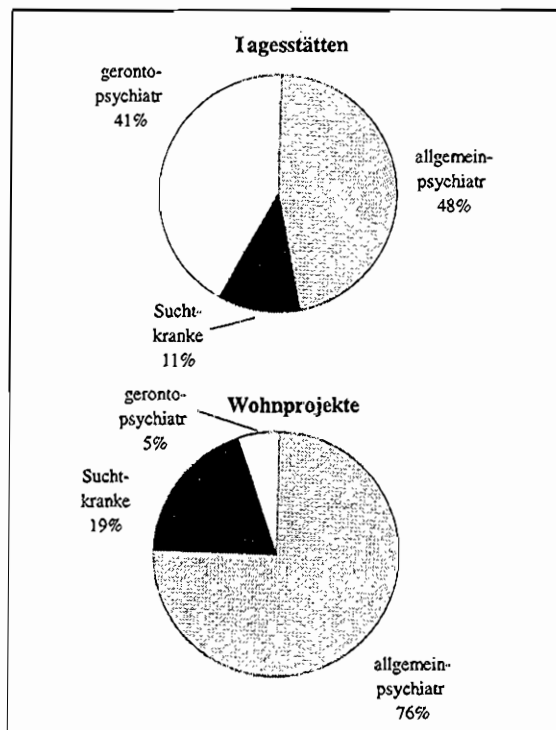 Tagesstätten
geronto-
psychiatr
41%
allgemein-
psychiatr
48%
Sucht-
kranke
11%
Wohnprojekte
geronto-
psychiatr
5%
Sucht-
kranke
19%
allgemein-
psychiatr
76%